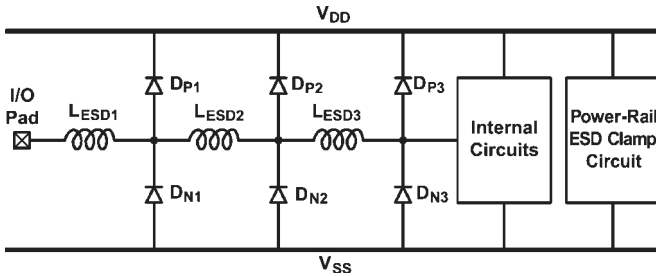 VDD
I/O
Pad
LESD1
DP1
LESD2
DP2
LESD3
DP3
DN1
DN2
DN3
Internal
Circuits
Power-Rail
ESD Clamp
Circuit
VSS